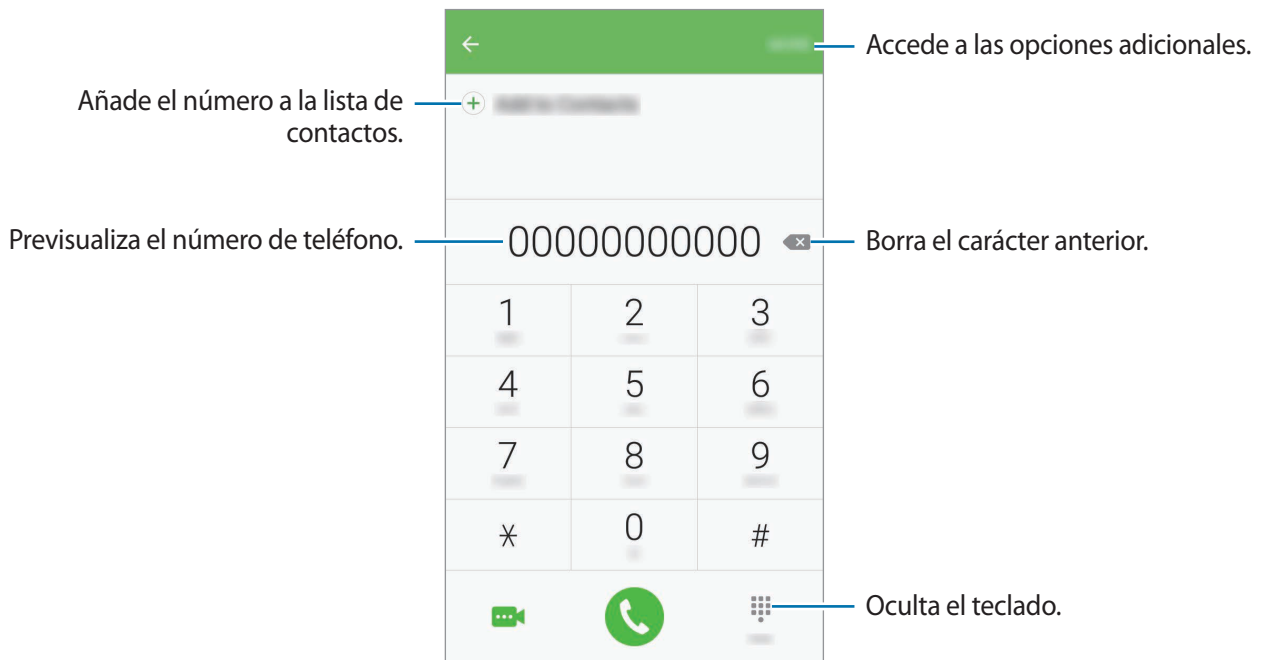 Accede a las opciones adicionales.
Añade el número a la lista de
contactos.
Previsualiza el número de teléfono.
00000000000
Borra el carácter anterior.
1 2 3
4 5 6
7 8 9
* 0 #
Oculta el teclado.